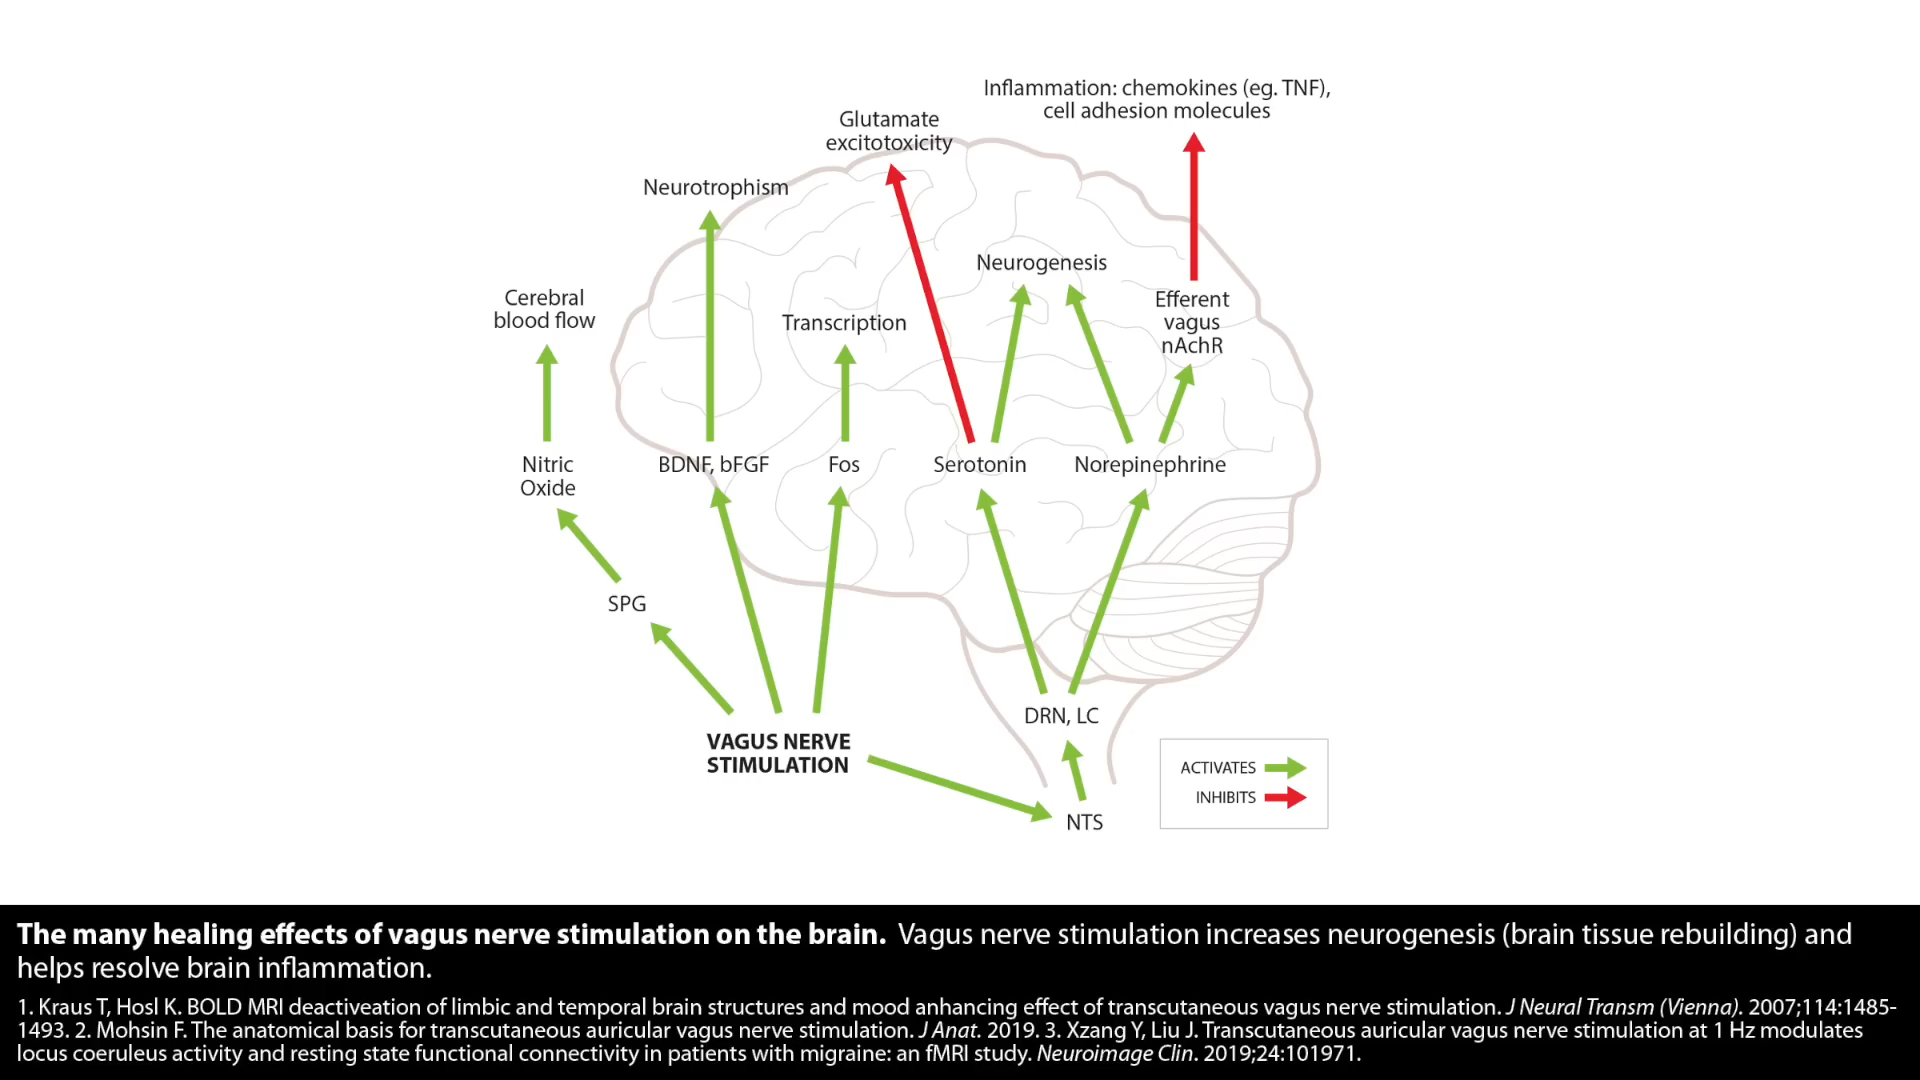 Inflammation: chemokines (eg. TNF),
cell adhesion molecules
Glutamate
excitotoxicity
Neurotrophism
Neurogenesis
Cerebral
blood flow
Transcription
Efferent
vagus
nAchR
Nitric
Oxide
BDNF, bFGF
Fos
Serotonin
Norepinephrine
SPG
DRN, LC
VAGUS NERVE
STIMULATION
NTS
ACTIVATES
INHIBITS
The many healing effects of vagus nerve stimulation on the brain. Vagus nerve stimulation increases neurogenesis (brain tissue rebuilding) and
helps resolve brain inflammation.
1. Kraus T, Hosl K. BOLD MRI deactiveation of limbic and temporal brain structures and mood anhancing effect of transcutaneous vagus nerve stimulation. J Neural Transm (Vienna). 2007;114:1485-
1493. 2. Mohsin F. The anatomical basis for transcutaneous auricular vagus nerve stimulation. J Anat. 2019. 3. Xzang Y, Liu J. Transcutaneous auricular vagus nerve stimulation at 1 Hz modulates
locus coeruleus activity and resting state functional connectivity in patients with migraine: an fMRI study. Neuroimage Clin. 2019;24:101971.